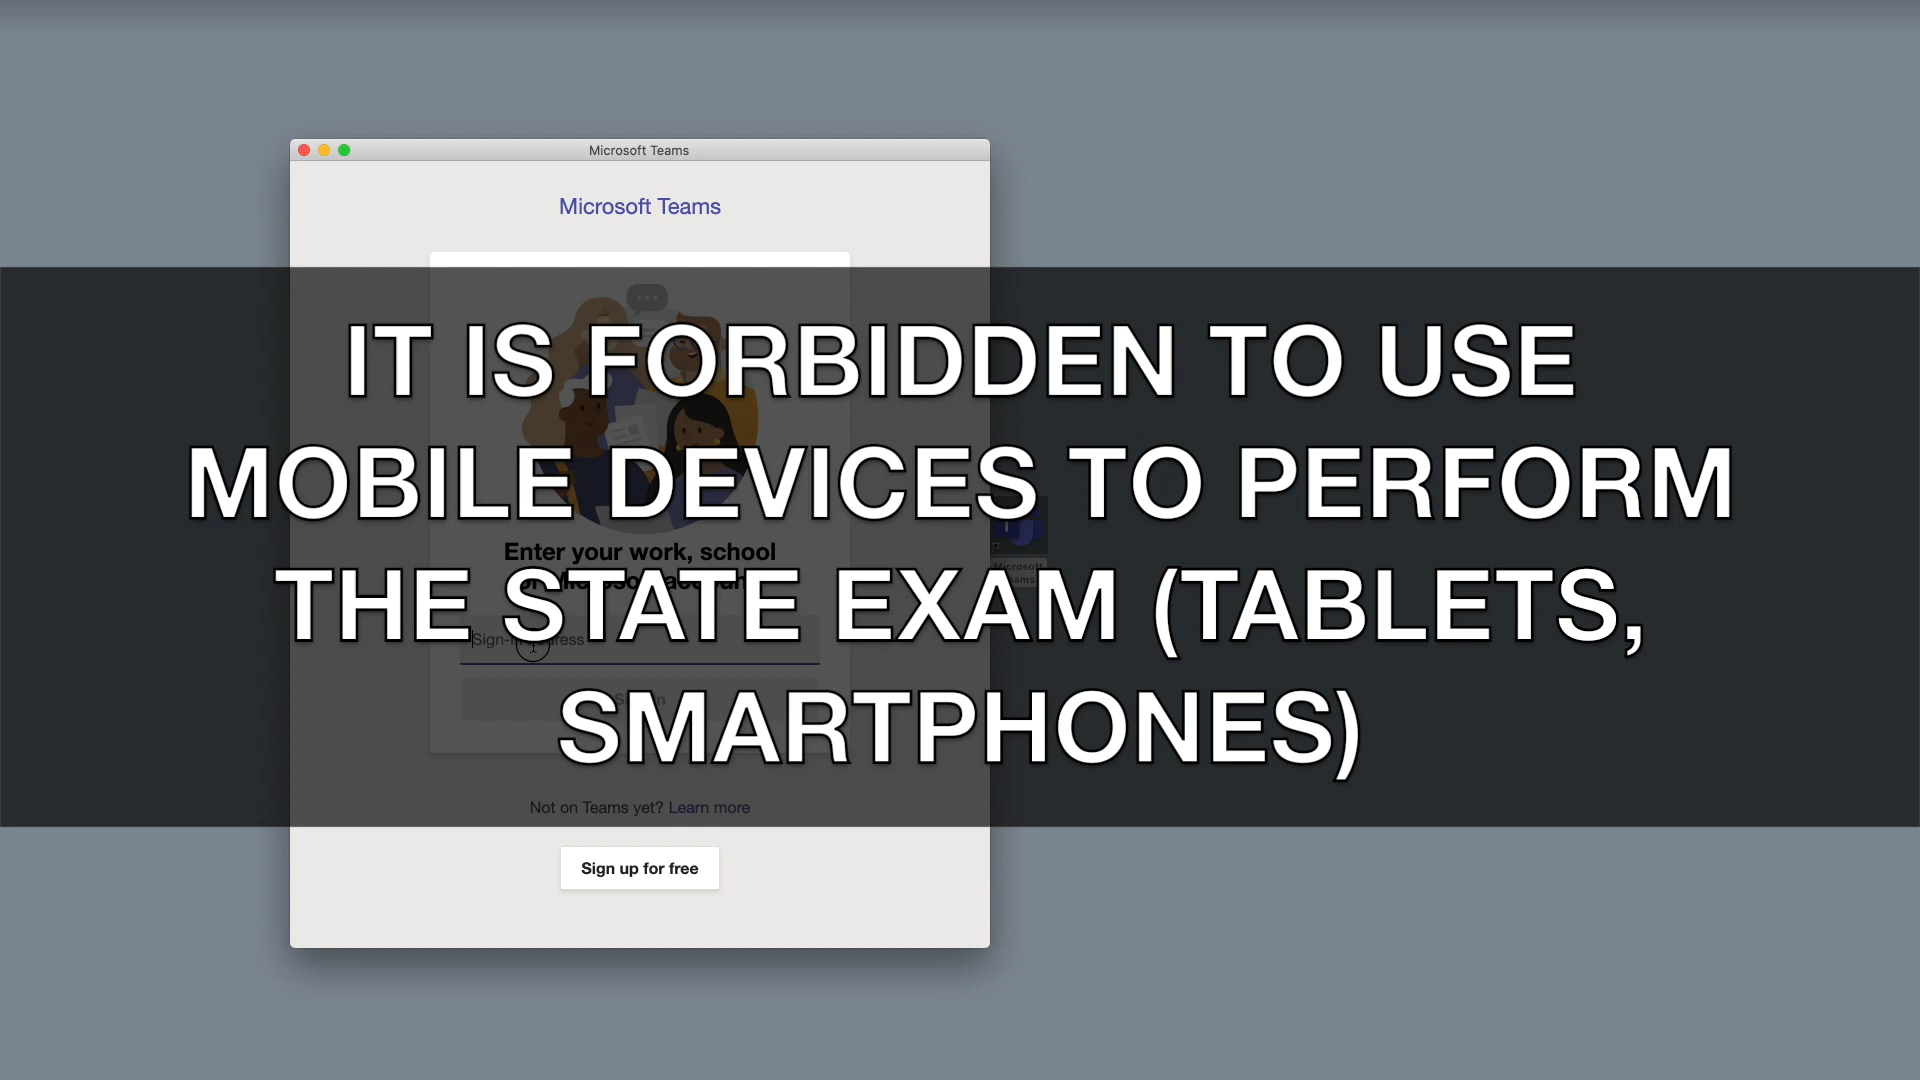 Microsoft Teams
Microsoft Teams
IT IS FORBIDDEN TO USE
MOBILE DEVICES TO PERFORM
THE STATE EXAM (TABLETS,
SMARTPHONES)
Enter your work, school
Microsoft
Not on Teams yet? Learn more
Sign up for free